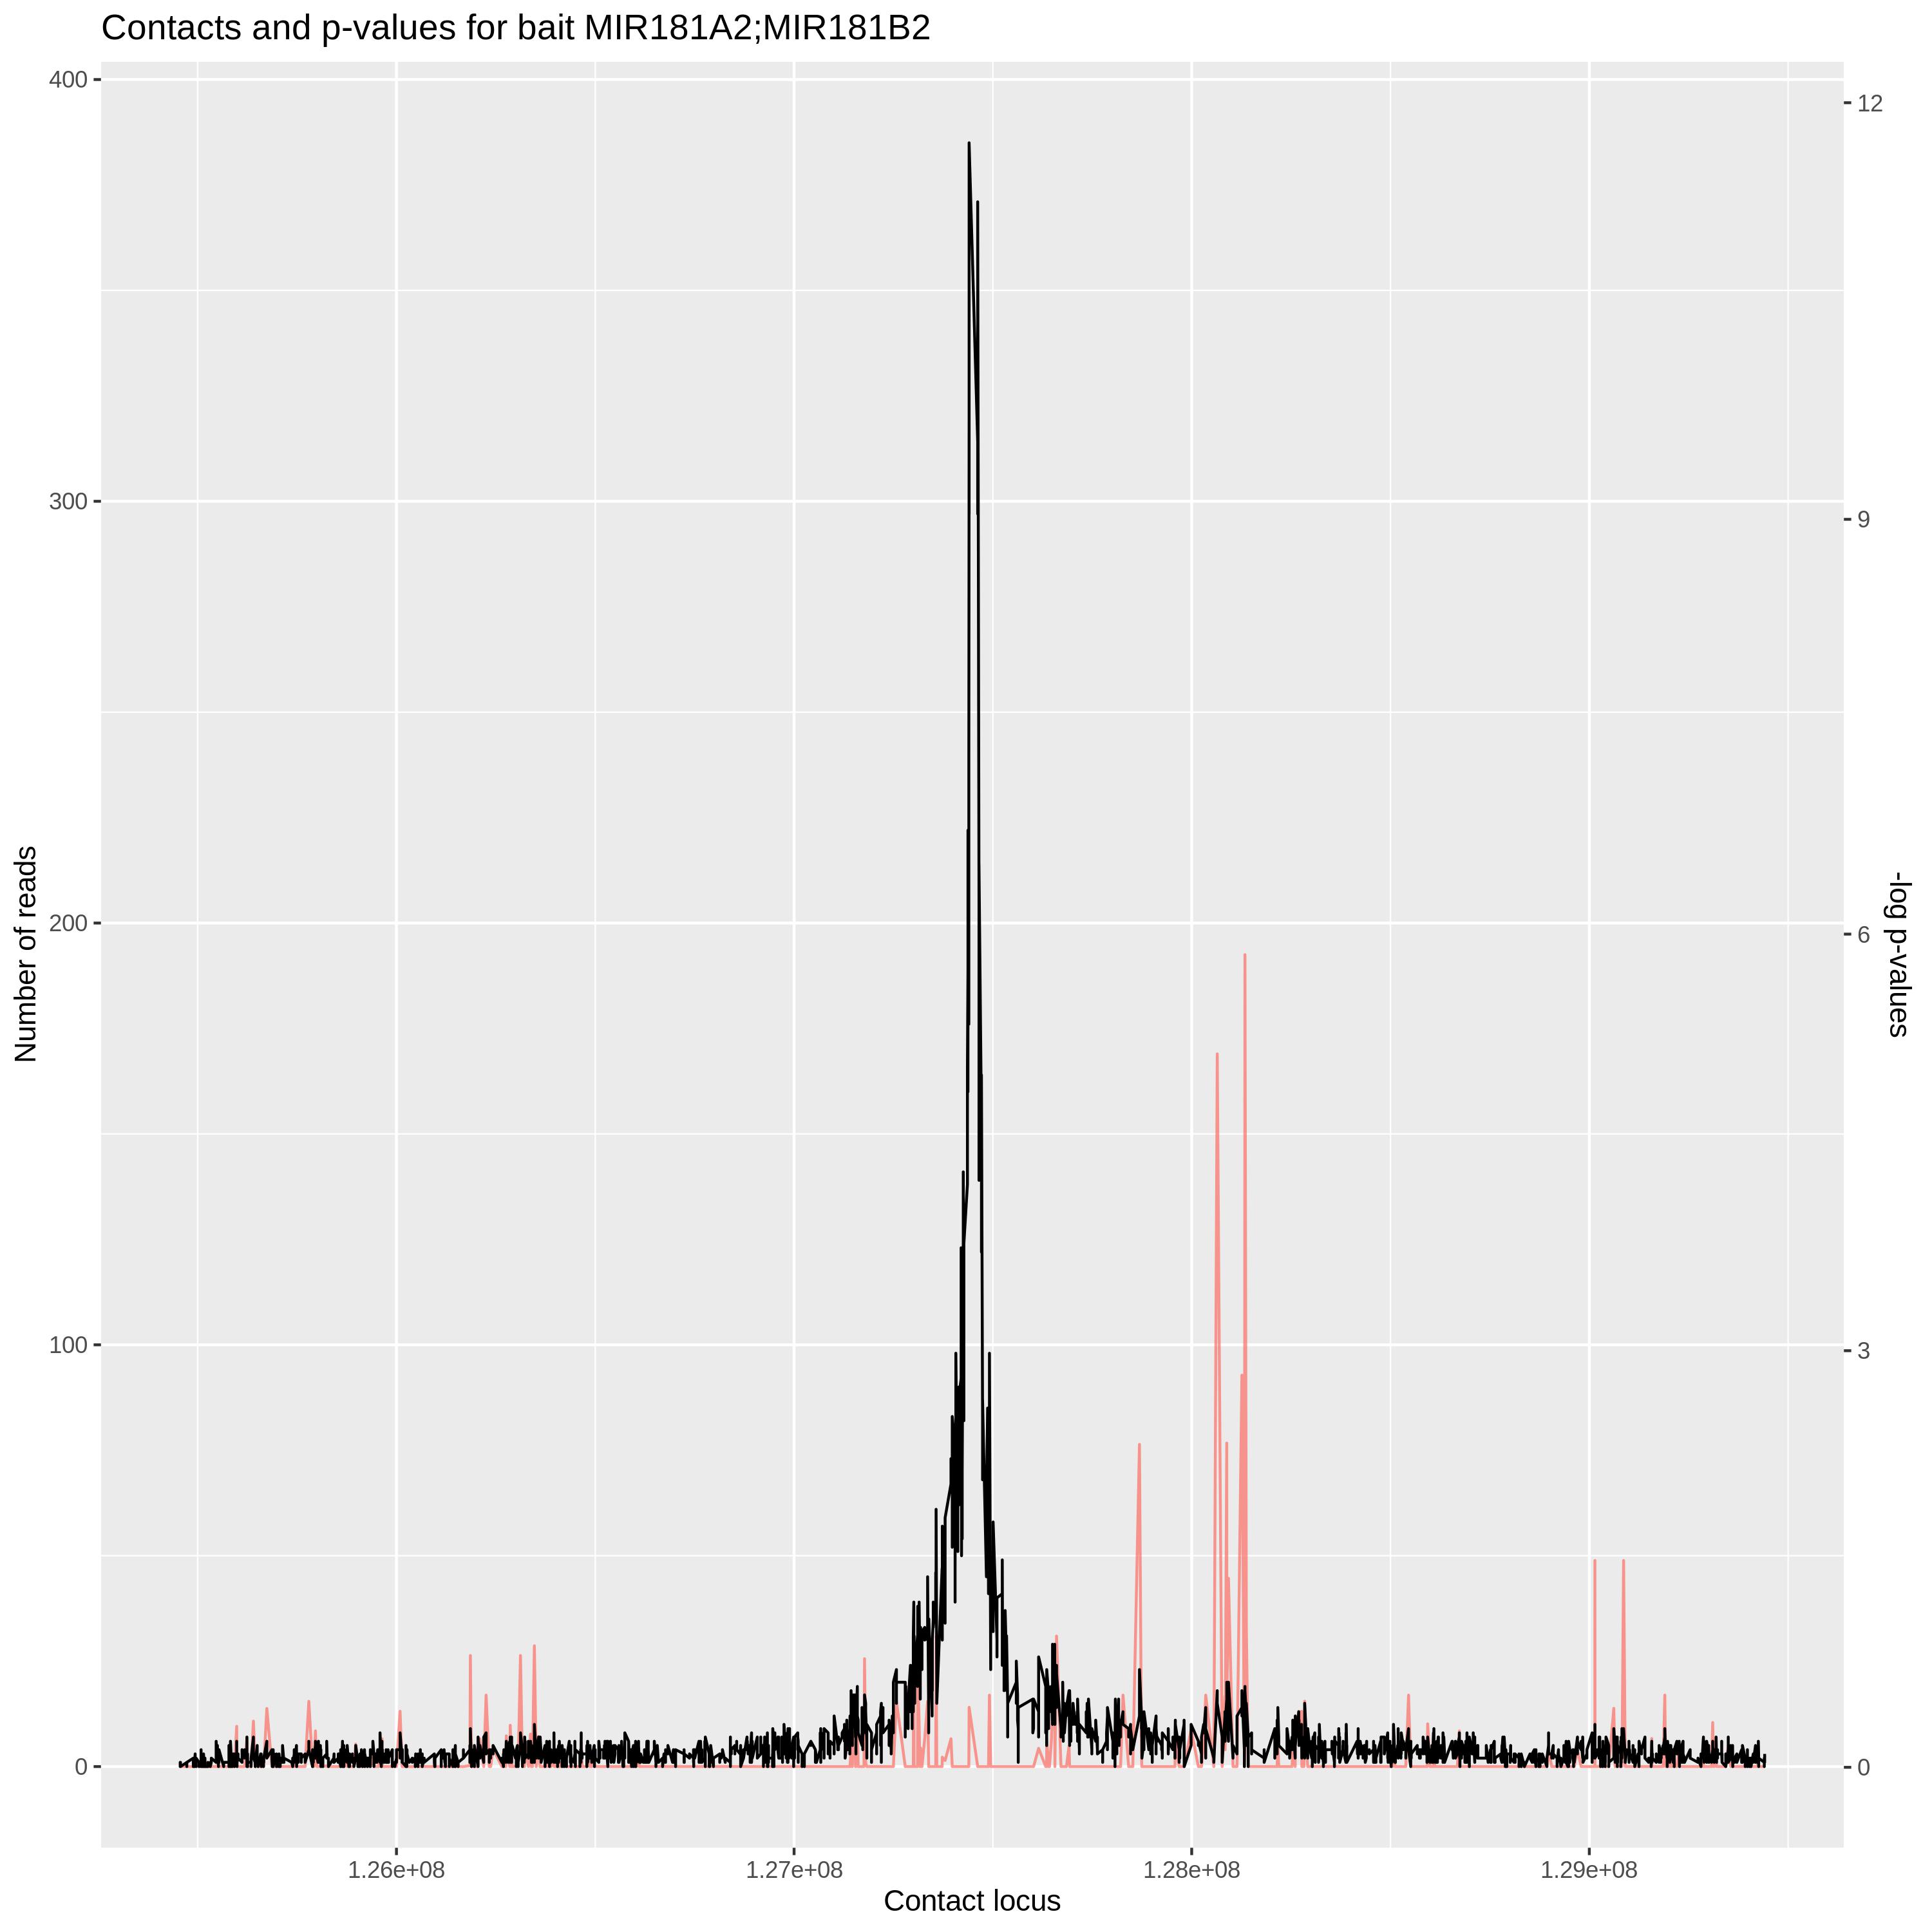 Contacts and p-values for bait MIR181A2;MIR181B2
400
300
200
100
0
Number of reads
12
9
6
3
0
-log p-values
1.26e+08
1.27e+08
1.28e+08
1.29e+08
Contact locus